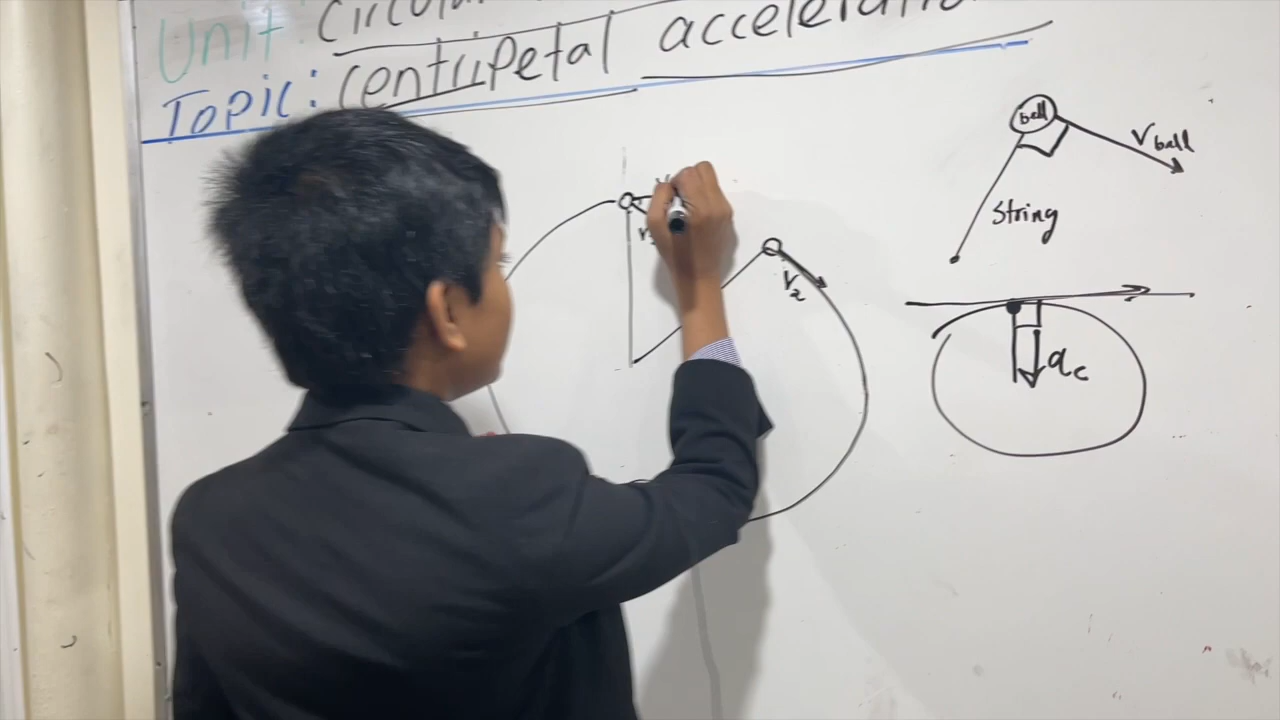 Unit:
Topic: centripetal acceleration
ball
V ball
String
V₂
ac